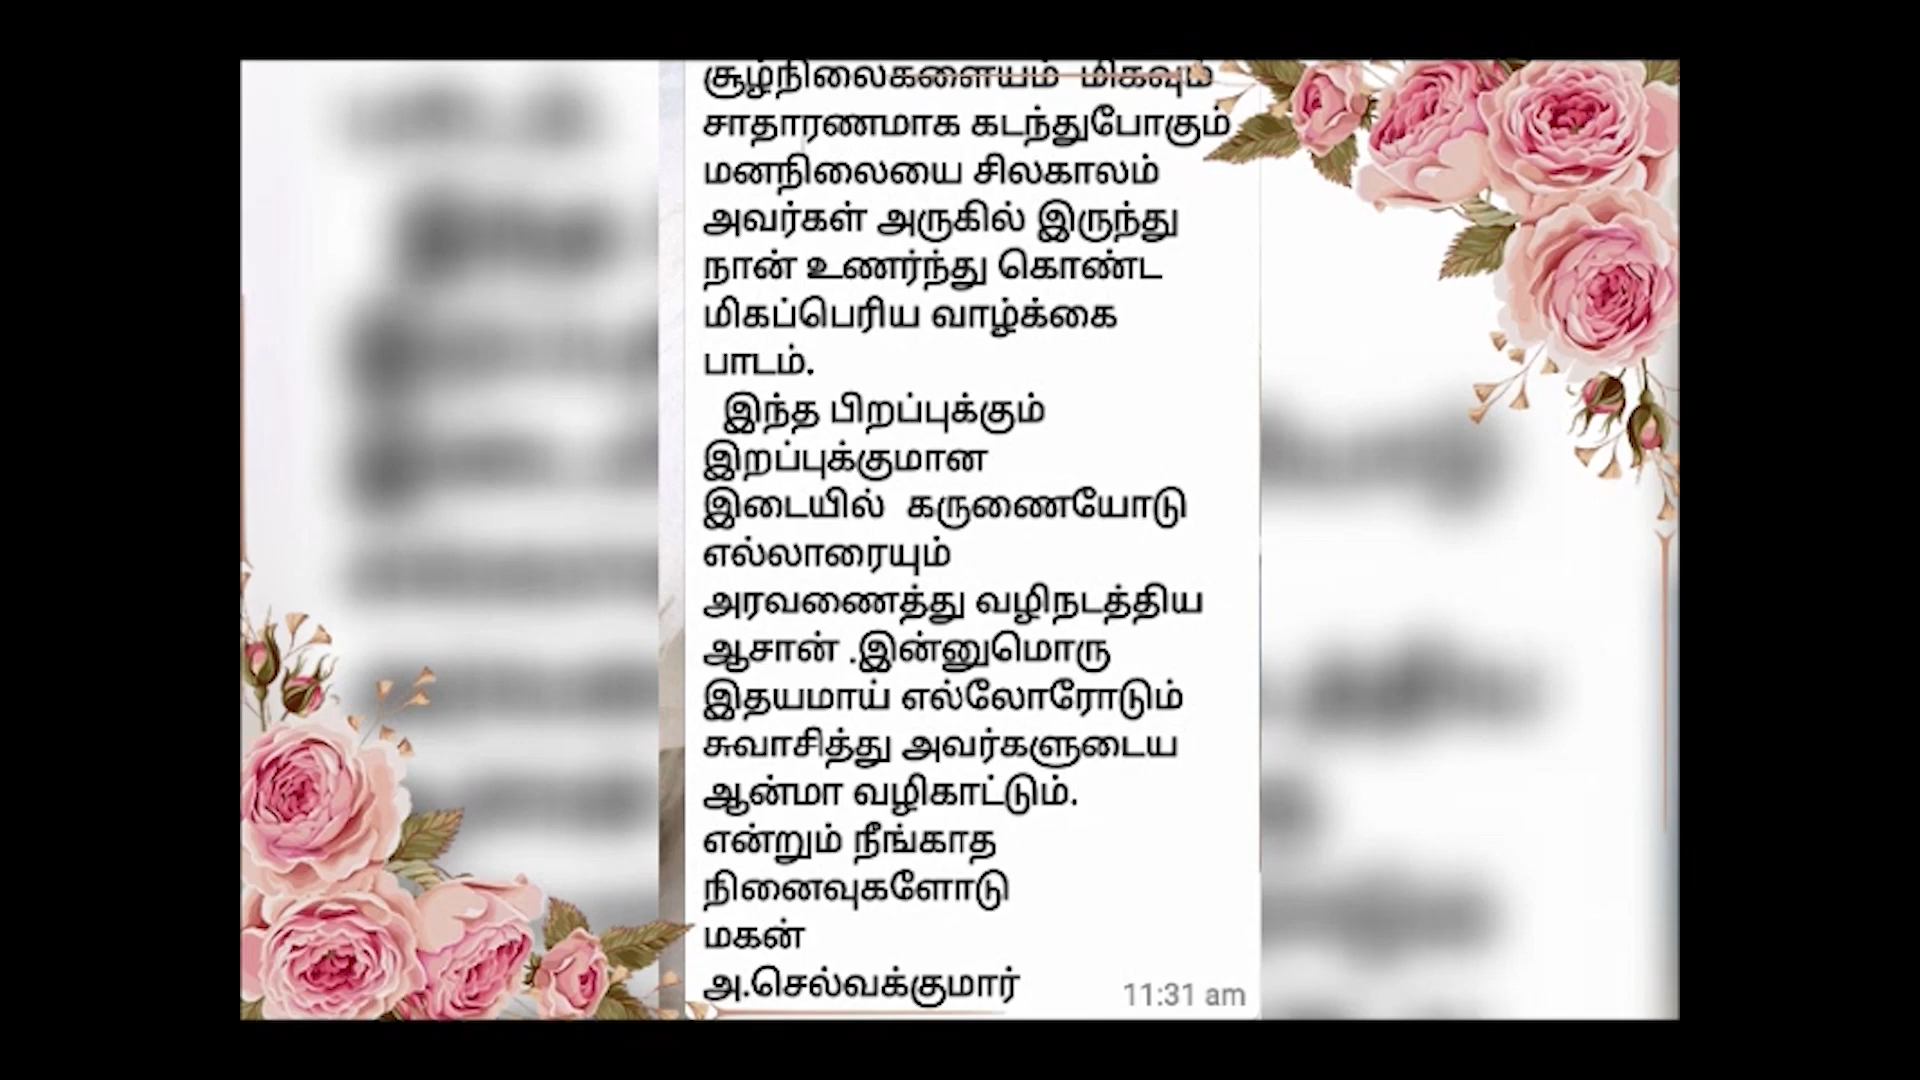 சூழ்நிலைகளையும் மிகவும்
சாதாரணமாக கடந்துபோகும்
மனநிலையை சிலகாலம்
அவர்கள் அருகில் இருந்து
நான் உணர்ந்து கொண்ட
மிகப்பெரிய வாழ்க்கை
பாடம்.
இந்த பிறப்புக்கும்
இறப்புக்குமான
இடையில் கருணையோடு
எல்லாரையும்
அரவணைத்து வழிநடத்திய
ஆசான் .இன்னுமொரு
இதயமாய் எல்லோரோடும்
சுவாசித்து அவர்களுடைய
ஆன்மா வழிகாட்டும்.
என்றும் நீங்காத
நினைவுகளோடு
மகன்
அ.செல்வக்குமார்
11:31 am